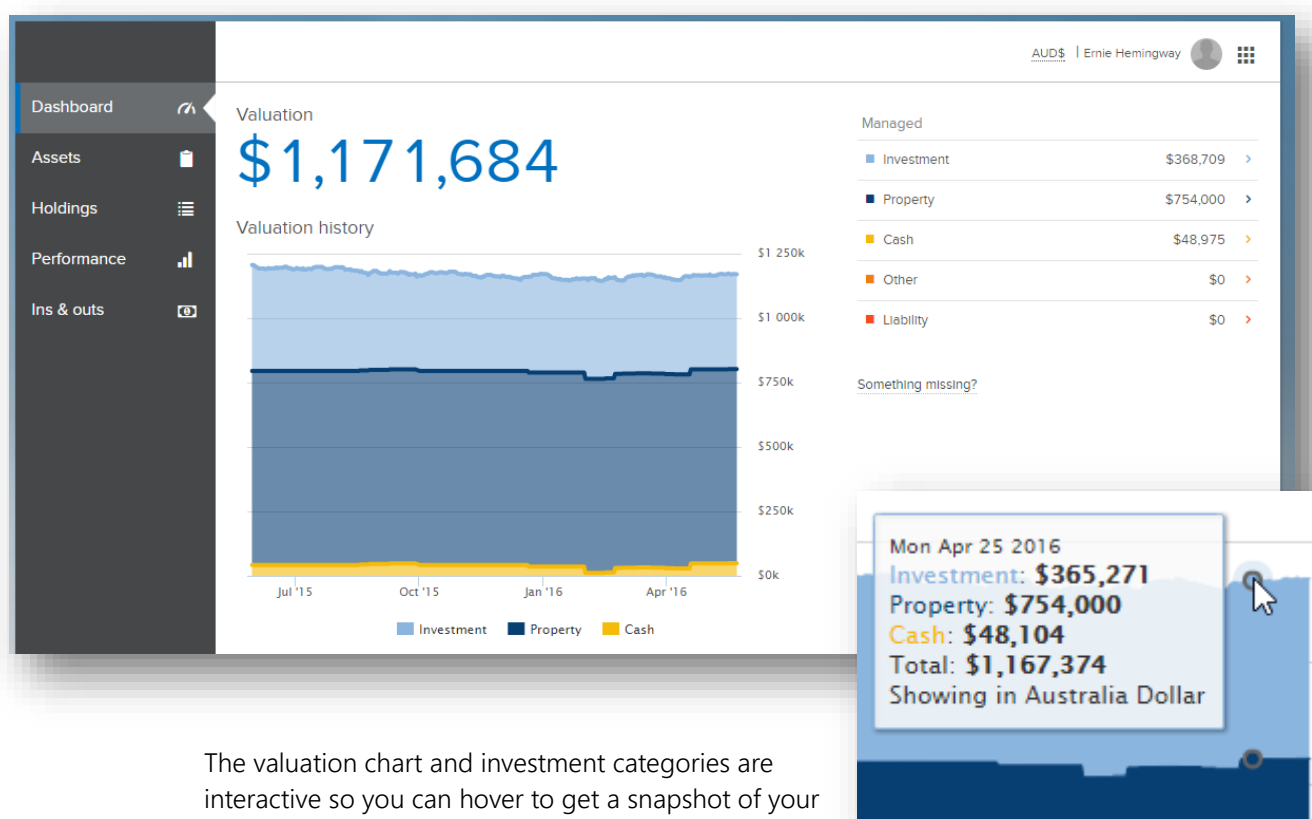 AUD$ | Ernie Hemingway
Dashboard
Assets
Holdings
Performance
Ins & outs
Valuation
$1,171,684
Valuation history
$1 250k
$1 000k
$750k
$500k
$250k
$0k
Jul '15 Oct '15 Jan '16 Apr '16
Investment Property Cash
Managed
Investment $368,709 >
Property $754,000 >
Cash $48,975 >
Other $0 >
Liability $0 >
Something missing?
Mon Apr 25 2016
Investment: $365,271
Property: $754,000
Cash: $48,104
Total: $1,167,374
Showing in Australia Dollar
The valuation chart and investment categories are
interactive so you can hover to get a snapshot of your